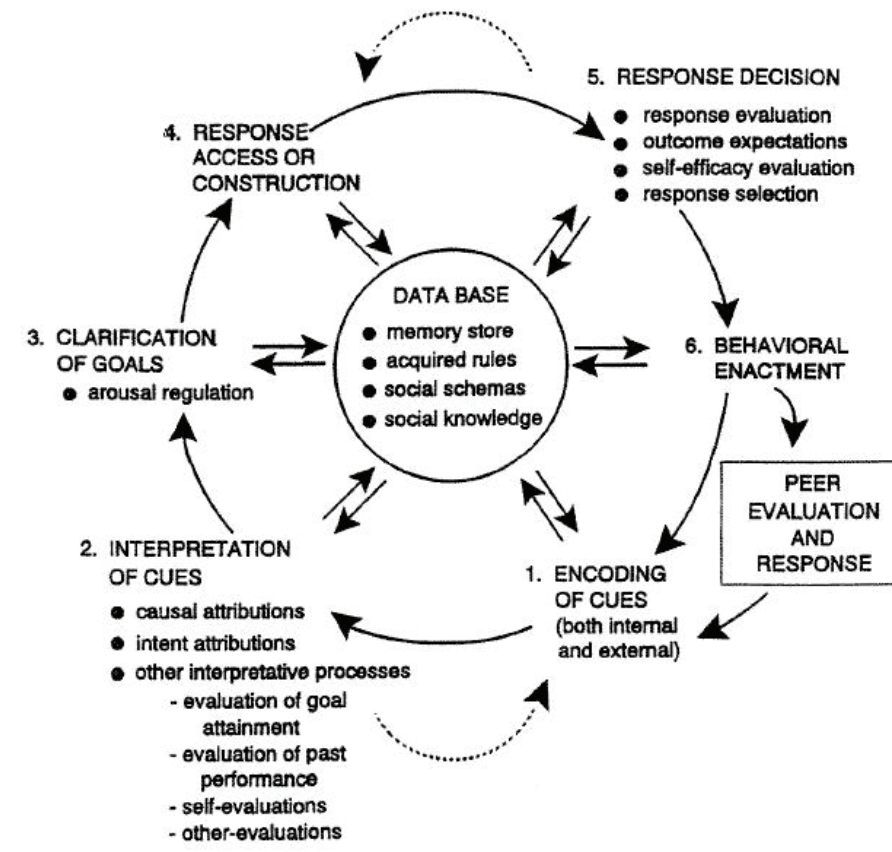 5. RESPONSE DECISION
● response evaluation
● outcome expectations
● self-efficacy evaluation
● response selection
4. RESPONSE
ACCESS OR
CONSTRUCTION
DATA BASE
● memory store
● acquired rules
● social schemas
● social knowledge
3. CLARIFICATION
OF GOALS
● arousal regulation
6. BEHAVIORAL
ENACTMENT
PEER
EVALUATION
AND
RESPONSE
2. INTERPRETATION
OF CUES
● causal attributions
● intent attributions
● other interpretative processes
- evaluation of goal
attainment
- evaluation of past
performance
- self-evaluations
- other-evaluations
1. ENCODING
OF CUES
(both internal
and external)